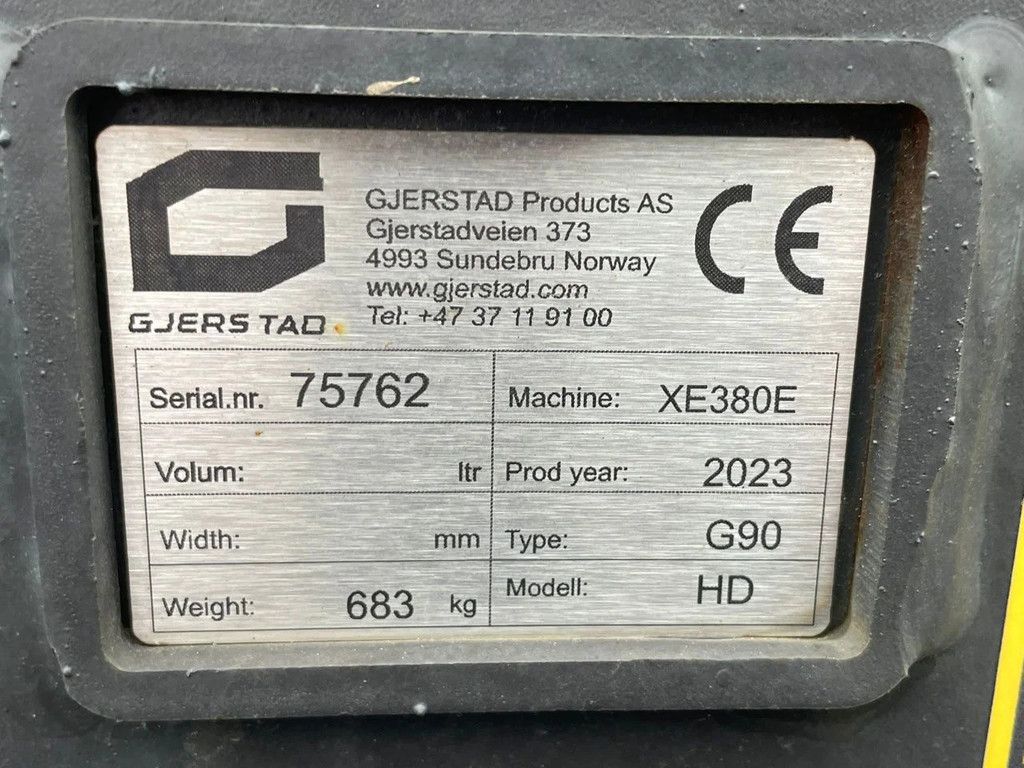 GJERSTAD
GJERSTAD Products AS
Gjerstadveien 373
4993 Sundebru Norway
www.gjerstad.com
Tel: +47 37 11 91 00
CE
Serial.nr. 75762 Machine: XE380E
Volum: ltr Prod year: 2023
Width: mm Type: G90
Weight: 683 kg Modell: HD